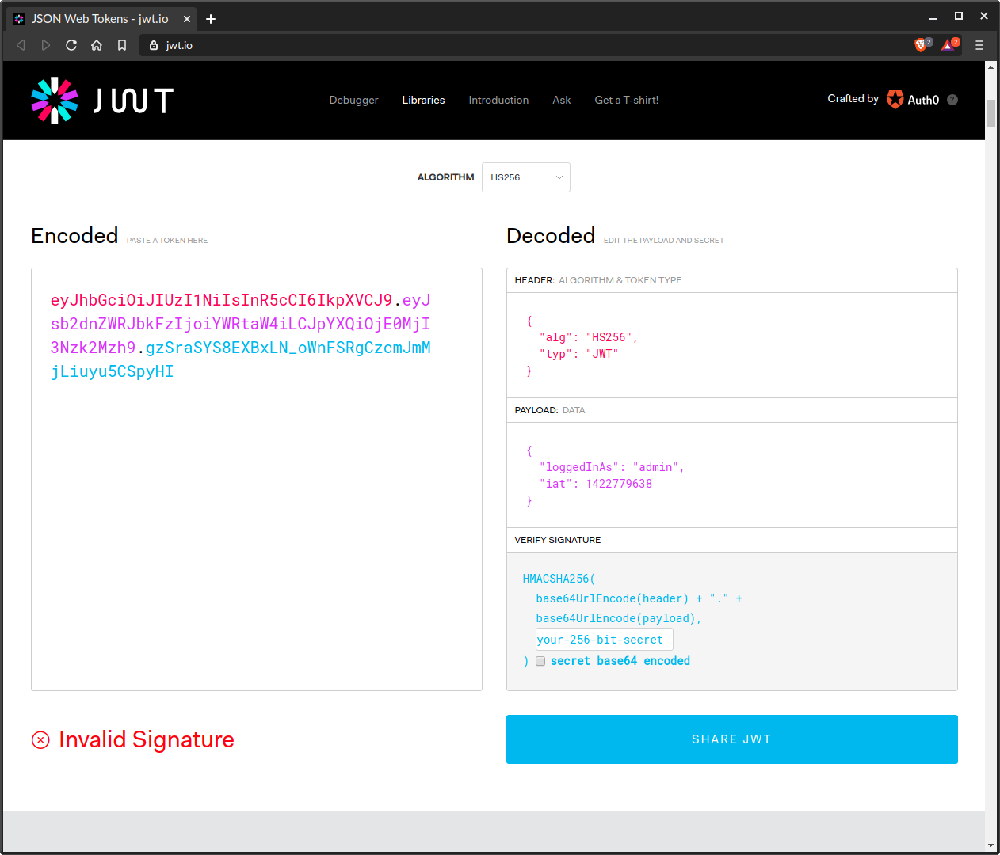 JSON Web Tokens - jwt.io
jwt.io
2
2
JWT
Debugger Libraries Introduction Ask Get a T-shirt!
Crafted by Auth0 ?
ALGORITHM HS256
Encoded PASTE A TOKEN HERE
eyJhbGciOiJIUzI1NiIsInR5cCI6IkpXVCJ9.eyJ
sb2dnZWRJbkFzIjoiYWRtaW4iLCJpYXQiOjE0MjI
3Nzk2Mzh9.gzSraSYS8EXBxLN_oWnFSRgCzcmJmM
jLiuyu5CSpyHI
Decoded EDIT THE PAYLOAD AND SECRET
HEADER: ALGORITHM & TOKEN TYPE
{
"alg": "HS256",
"typ": "JWT"
}
PAYLOAD: DATA
{
"loggedInAs": "admin",
"iat": 1422779638
}
VERIFY SIGNATURE
HMACSHA256(
base64UrlEncode(header) + "." +
base64UrlEncode(payload),
your-256-bit-secret
) secret base64 encoded
Invalid Signature
SHARE JWT